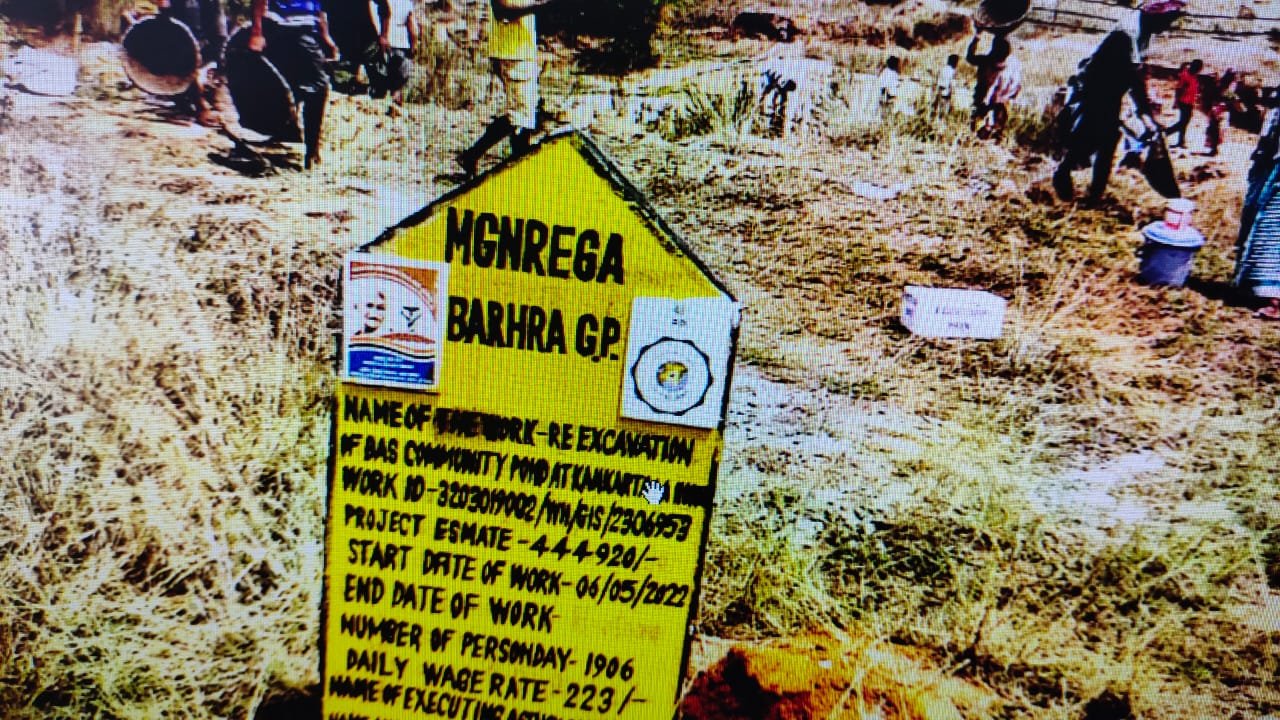 MGNREGA
BARHRA G.P.
NAME OF THE WORK-RE EXCAVATION
OF BAS COMMUNITY POND AT
WORK ID-3203019002/WH/GIS/2306953
PROJECT ESMATE-444920/-
START DATE OF WORK-06/05/2022
END DATE OF WORK-
NUMBER OF PERSONDAY-1906
DAILY WAGE RATE-223/-
NAME OF EXECUTING